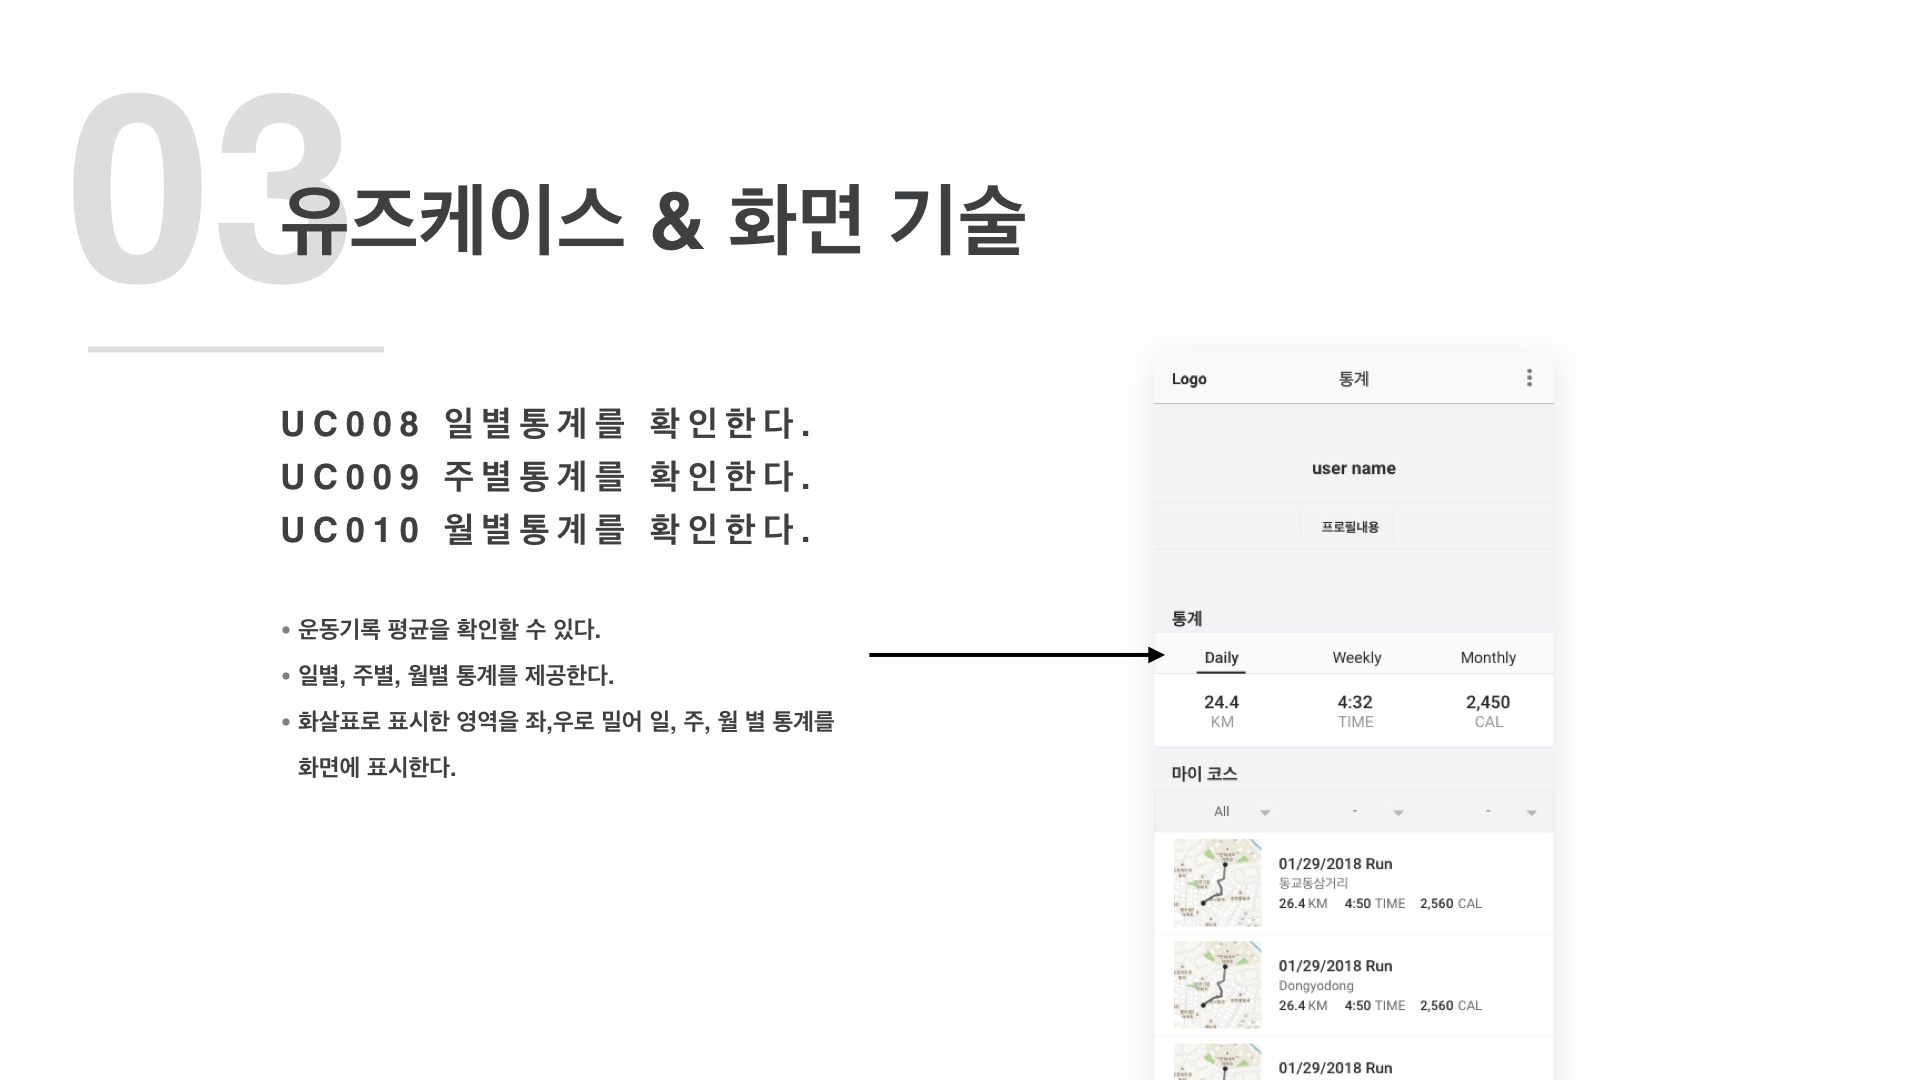 03
유즈케이스 & 화면 기술
UC008 일별통계를 확인한다.
UC009 주별통계를 확인한다.
UC010 월별통계를 확인한다.
• 운동기록 평균을 확인할 수 있다.
• 일별, 주별, 월별 통계를 제공한다.
• 화살표로 표시한 영역을 좌,우로 밀어 일, 주, 월 별 통계를
화면에 표시한다.
Logo 통계
user name
프로필내용
통계
Daily Weekly Monthly
24.4 4:32 2,450
KM TIME CAL
마이 코스
All - -
01/29/2018 Run
동교동삼거리
26.4 KM 4:50 TIME 2,560 CAL
01/29/2018 Run
Dongyodong
26.4 KM 4:50 TIME 2,560 CAL
01/29/2018 Run